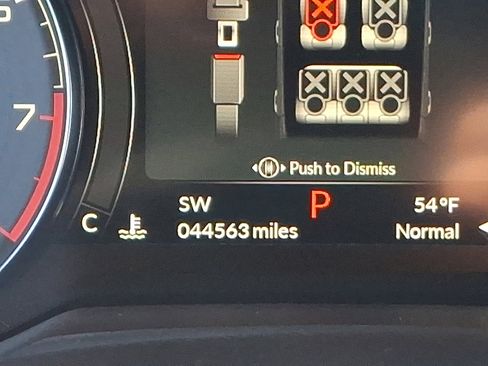 7
Push to Dismiss
C
SW P 54°F
044563 miles Normal